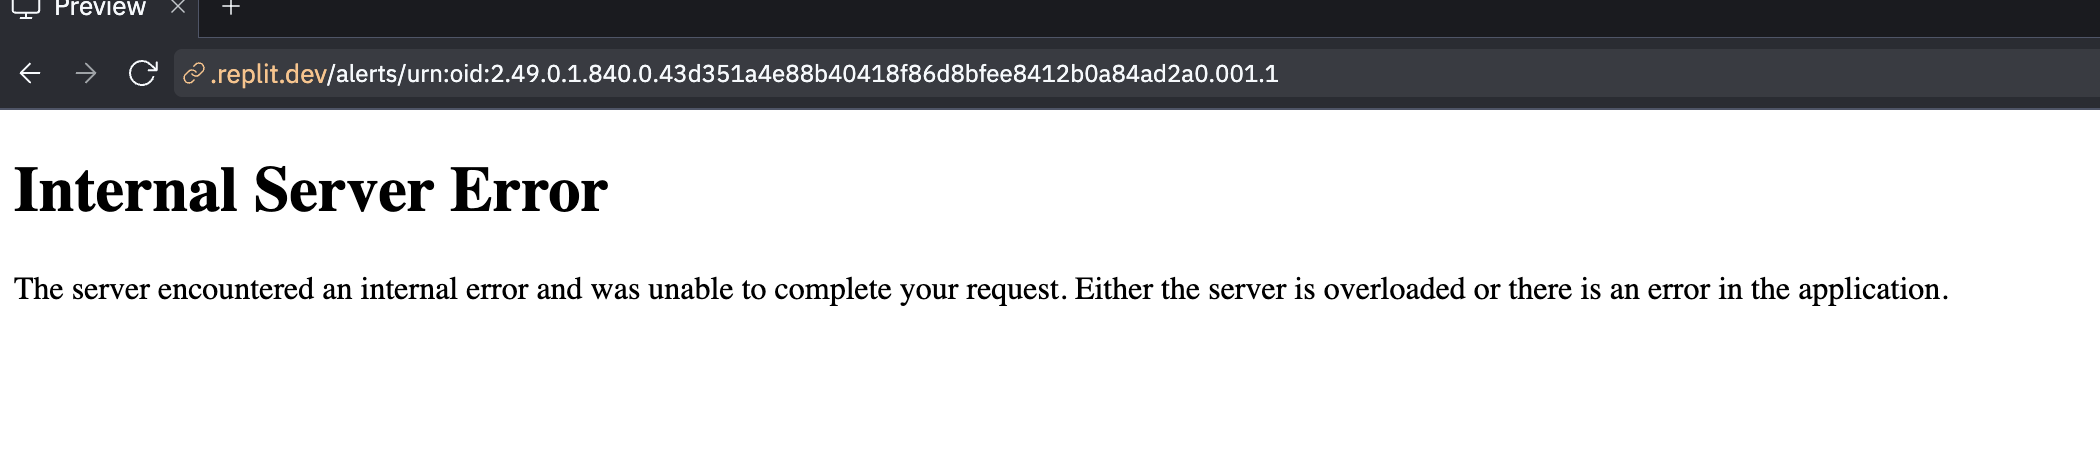 Preview
.replit.dev/alerts/urn:oid:2.49.0.1.840.0.43d351a4e88b40418f86d8bfee8412b0a84ad2a0.001.1
Internal Server Error
The server encountered an internal error and was unable to complete your request. Either the server is overloaded or there is an error in the application.